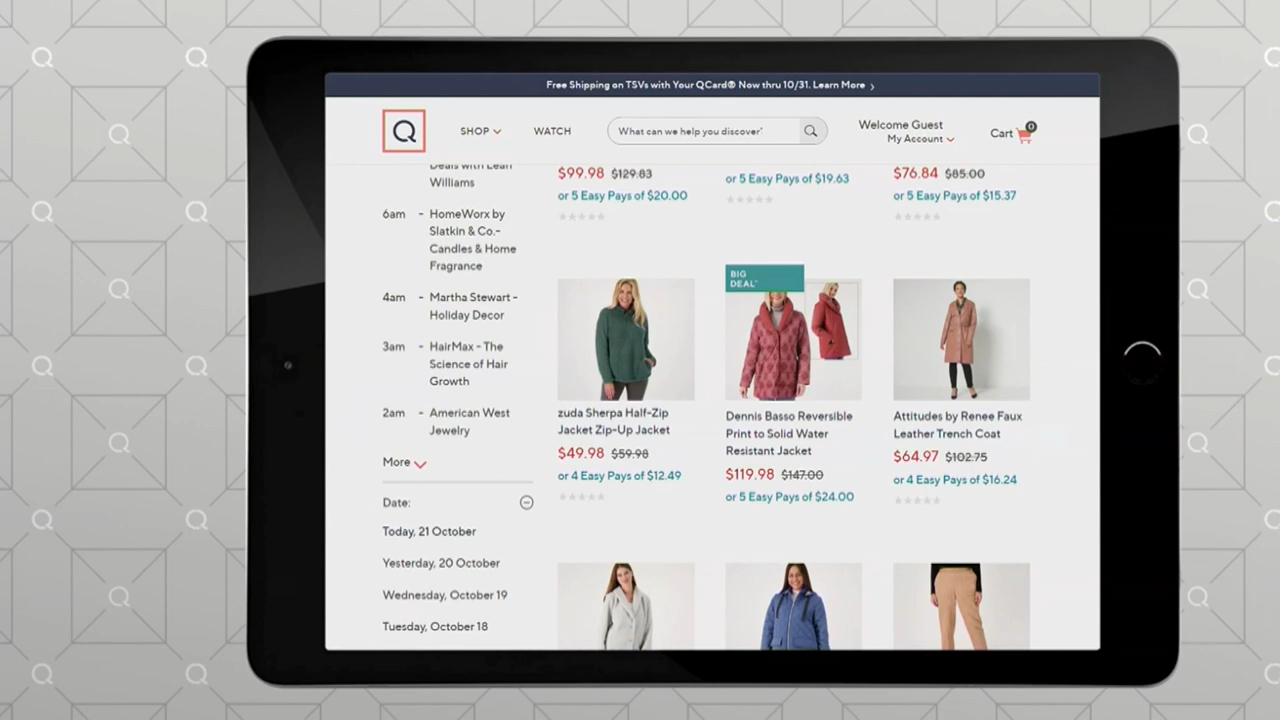 Free Shipping on TSVs with Your QCard® Now thru 10/31. Learn More
Q
SHOP
WATCH
What can we help you discover?
Welcome Guest
My Account
Cart
0
Deals with Leah
Williams
6am - HomeWorx by
Slatkin & Co.-
Candles & Home
Fragrance
4am - Martha Stewart -
Holiday Decor
3am - HairMax - The
Science of Hair
Growth
2am - American West
Jewelry
More
Date:
Today, 21 October
Yesterday, 20 October
Wednesday, October 19
Tuesday, October 18
$99.98 $129.83
or 5 Easy Pays of $20.00
or 5 Easy Pays of $19.63
$76.84 $85.00
or 5 Easy Pays of $15.37
zuda Sherpa Half-Zip
Jacket Zip-Up Jacket
$49.98 $59.98
or 4 Easy Pays of $12.49
BIG
DEAL™
Dennis Basso Reversible
Print to Solid Water
Resistant Jacket
$119.98 $147.00
or 5 Easy Pays of $24.00
Attitudes by Renee Faux
Leather Trench Coat
$64.97 $102.75
or 4 Easy Pays of $16.24